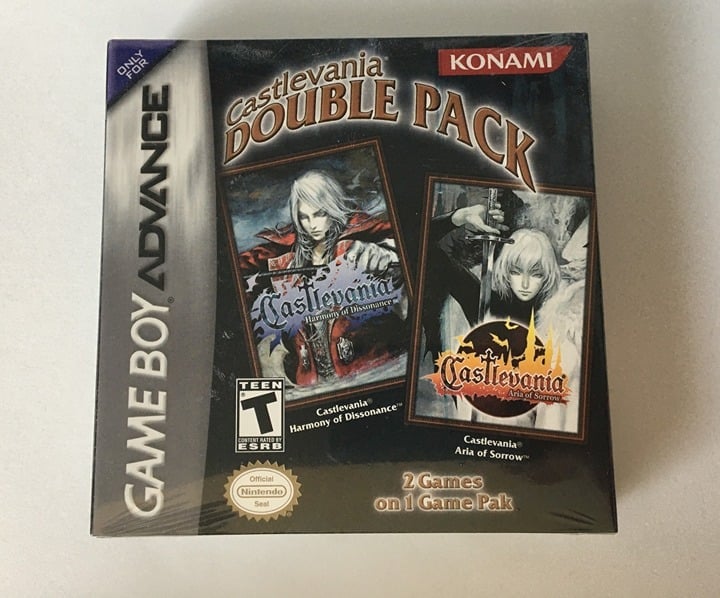 ONLY
FOR
GAME BOY ADVANCE
KONAMI
Castlevania
DOUBLE PACK
Castlevania
Harmony of Dissonance
Castlevania
Aria of Sorrow
TEEN
T
CONTENT RATED BY
ESRB
Castlevania®
Harmony of Dissonance™
Castlevania®
Aria of Sorrow™
Official
Nintendo
Seal
2 Games
on 1 Game Pak